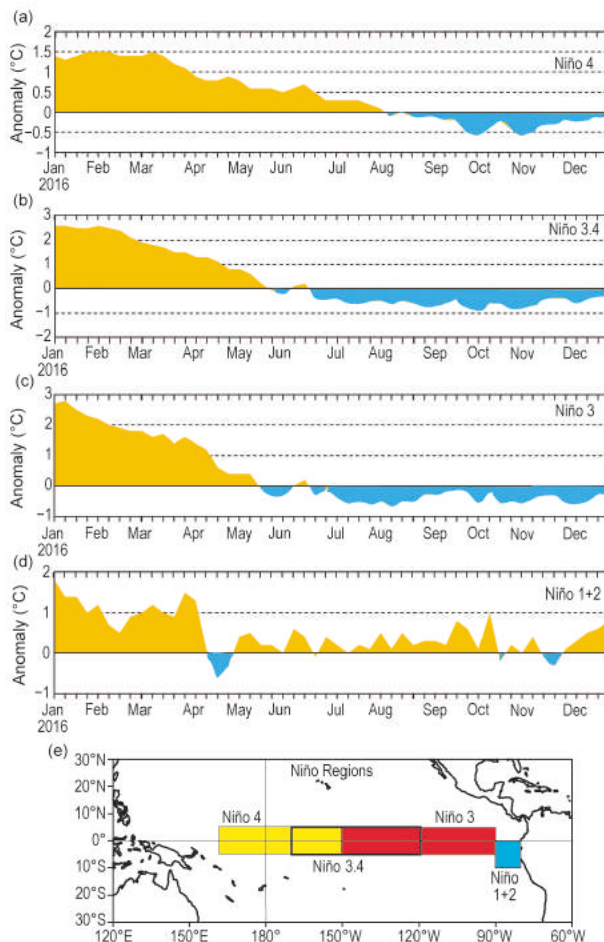 (a)
Anomaly (°C)
2
1.5
1
0.5
0
−0.5
−1
Niño 4
Jan Feb Mar Apr May Jun Jul Aug Sep Oct Nov Dec
2016
(b)
Anomaly (°C)
3
2
1
0
−1
−2
Niño 3.4
Jan Feb Mar Apr May Jun Jul Aug Sep Oct Nov Dec
2016
(c)
Anomaly (°C)
3
2
1
0
−1
Niño 3
Jan Feb Mar Apr May Jun Jul Aug Sep Oct Nov Dec
2016
(d)
Anomaly (°C)
2
1
0
−1
Niño 1+2
Jan Feb Mar Apr May Jun Jul Aug Sep Oct Nov Dec
2016
(e)
30°N
20°N
10°N
0°
10°S
20°S
30°S
Niño Regions
Niño 4 Niño 3
Niño 3.4
Niño
1+2
120°E 150°E 180° 150°W 120°W 90°W 60°W